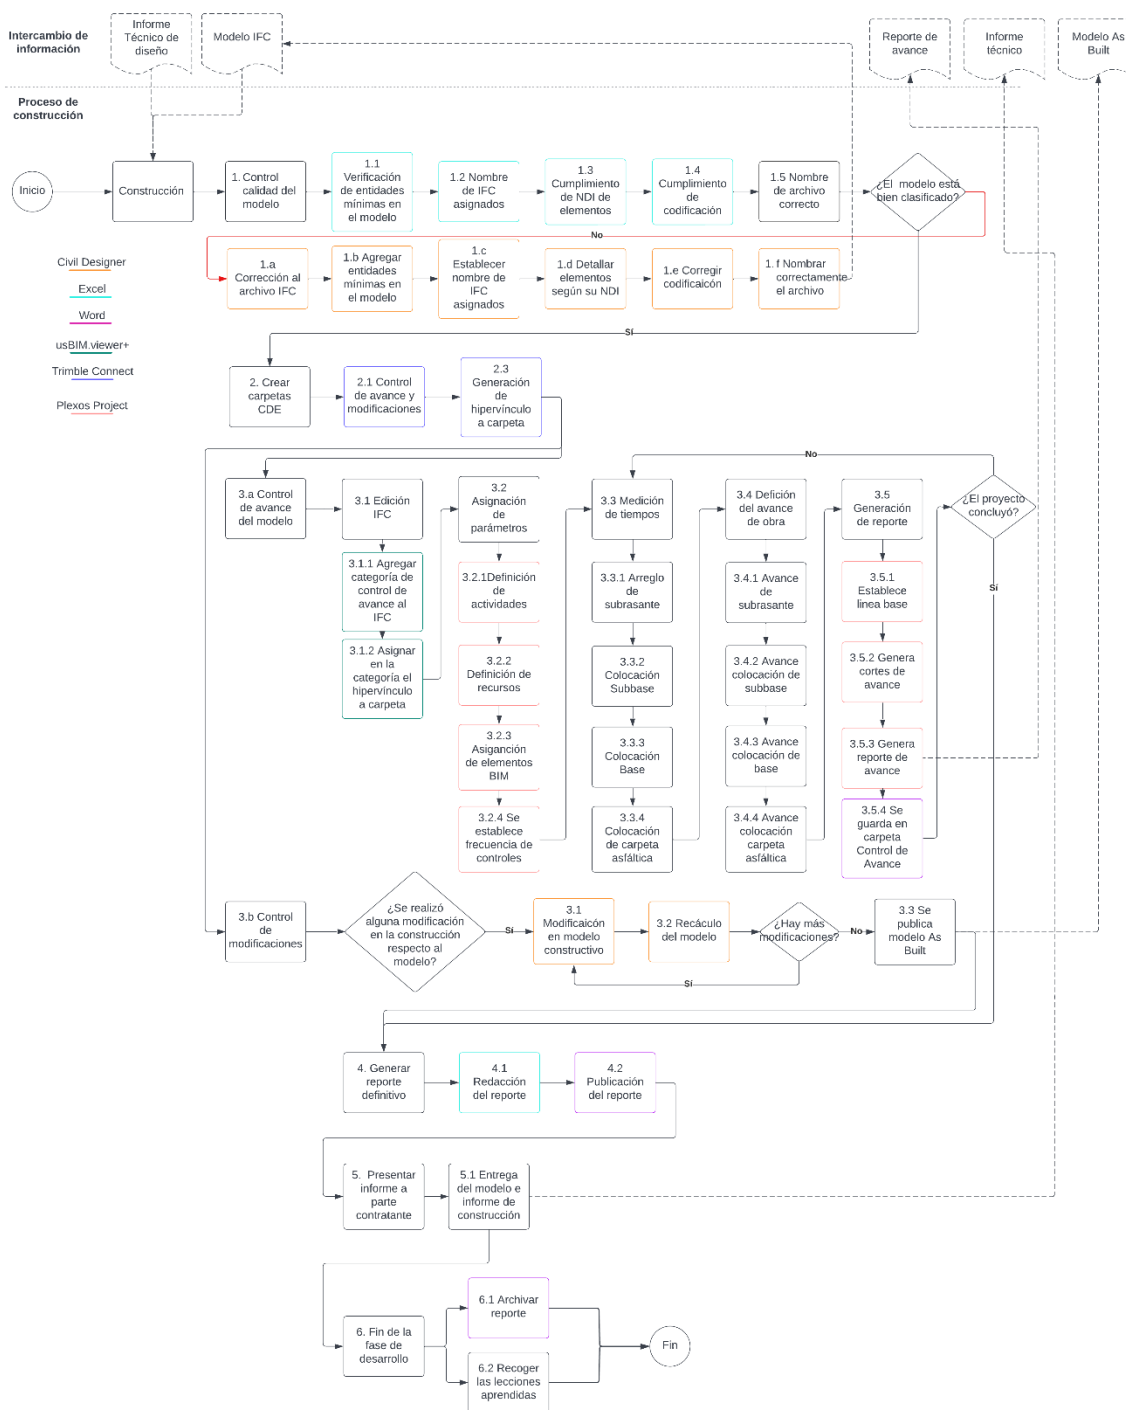 Intercambio de
información
Informe
Técnico de
diseño
Modelo IFC
Reporte de
avance
Informe
técnico
Modelo As
Built
Proceso de
construcción
Inicio
Construcción
1. Control
calidad del
modelo
1.1
Verificación
de entidades
mínimas en
el modelo
1.2 Nombre
de IFC
asignados
1.3
Cumplimiento
de NDI de
elementos
1.4
Cumplimiento
de
codificación
1.5 Nombre
de archivo
correcto
¿El modelo está
bien clasificado?
No
1.a
Corrección al
archivo IFC
1.b Agregar
entidades
mínimas en
el modelo
1.c
Establecer
nombre de
IFC
asignados
1.d Detallar
elementos
según su NDI
1.e Corregir
codificaicón
1. f Nombrar
correctamente
el archivo
Civil Designer
Excel
Word
usBIM.viewer+
Trimble Connect
Plexos Project
Sí
2. Crear
carpetas
CDE
2.1 Control
de avance y
modificaciones
2.3
Generación
de
hipervínculo
a carpeta
No
3.a Control
de avance
del modelo
3.1 Edición
IFC
3.2
Asignación
de
parámetros
3.3 Medición
de tiempos
3.4 Defición
del avance
de obra
3.5
Generación
de reporte
¿El proyecto
concluyó?
Sí
3.1.1 Agregar
categoría de
control de
avance al
IFC
3.2.1Definición
de
actividades
3.3.1 Arreglo
de
subrasante
3.4.1 Avance
de
subrasante
3.5.1
Establece
linea base
3.1.2 Asignar
en la
categoría el
hipervínculo
a carpeta
3.2.2
Definición de
recursos
3.3.2
Colocación
Subbase
3.4.2 Avance
colocación de
subbase
3.5.2 Genera
cortes de
avance
3.2.3
Asiganción
de elementos
BIM
3.3.3
Colocación
Base
3.4.3 Avance
colocación de
base
3.5.3 Genera
reporte de
avance
3.2.4 Se
establece
frecuencia de
controles
3.3.4
Colocación
de carpeta
asfáltica
3.4.4 Avance
colocación
carpeta
asfáltica
3.5.4 Se
guarda en
carpeta
Control de
Avance
3.b Control
de
modificaciones
¿Se realizó
alguna modificación
en la construcción
respecto al
modelo?
Sí
3.1
Modificaicón
en modelo
constructivo
3.2 Recáculo
del modelo
¿Hay más
modificaciones?
No
3.3 Se
publica
modelo As
Built
Sí
4. Generar
reporte
definitivo
4.1
Redacción
del reporte
4.2
Publicación
del reporte
5. Presentar
informe a
parte
contratante
5.1 Entrega
del modelo e
informe de
construcción
6. Fin de la
fase de
desarrollo
6.1 Archivar
reporte
6.2 Recoger
las lecciones
aprendidas
Fin